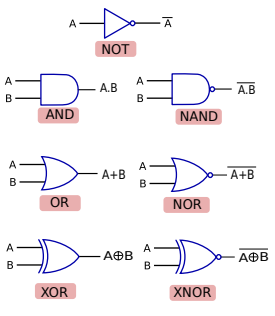 A A̅
NOT
A A
B A.B B A̅.̅B̅
AND NAND
A A
B A+B B A̅+̅B̅
OR NOR
A A
B A⊕B B A̅⊕̅B̅
XOR XNOR